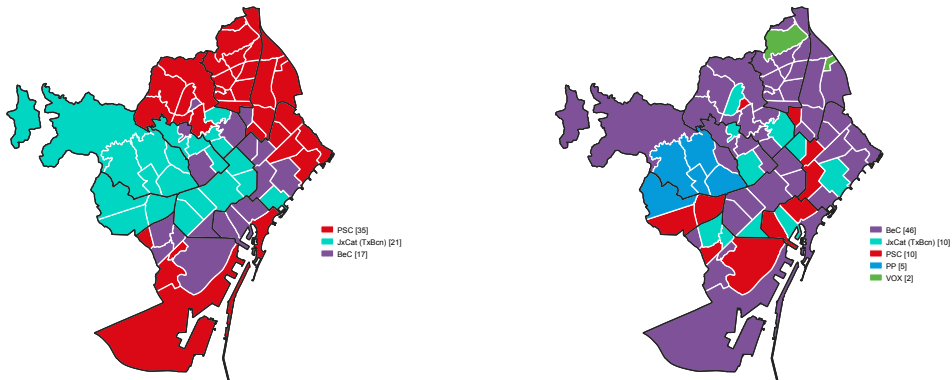 PSC [35]
JxCat (TxBcn) [21]
BeC [17]
BeC [46]
JxCat (TxBcn) [10]
PSC [10]
PP [5]
VOX [2]